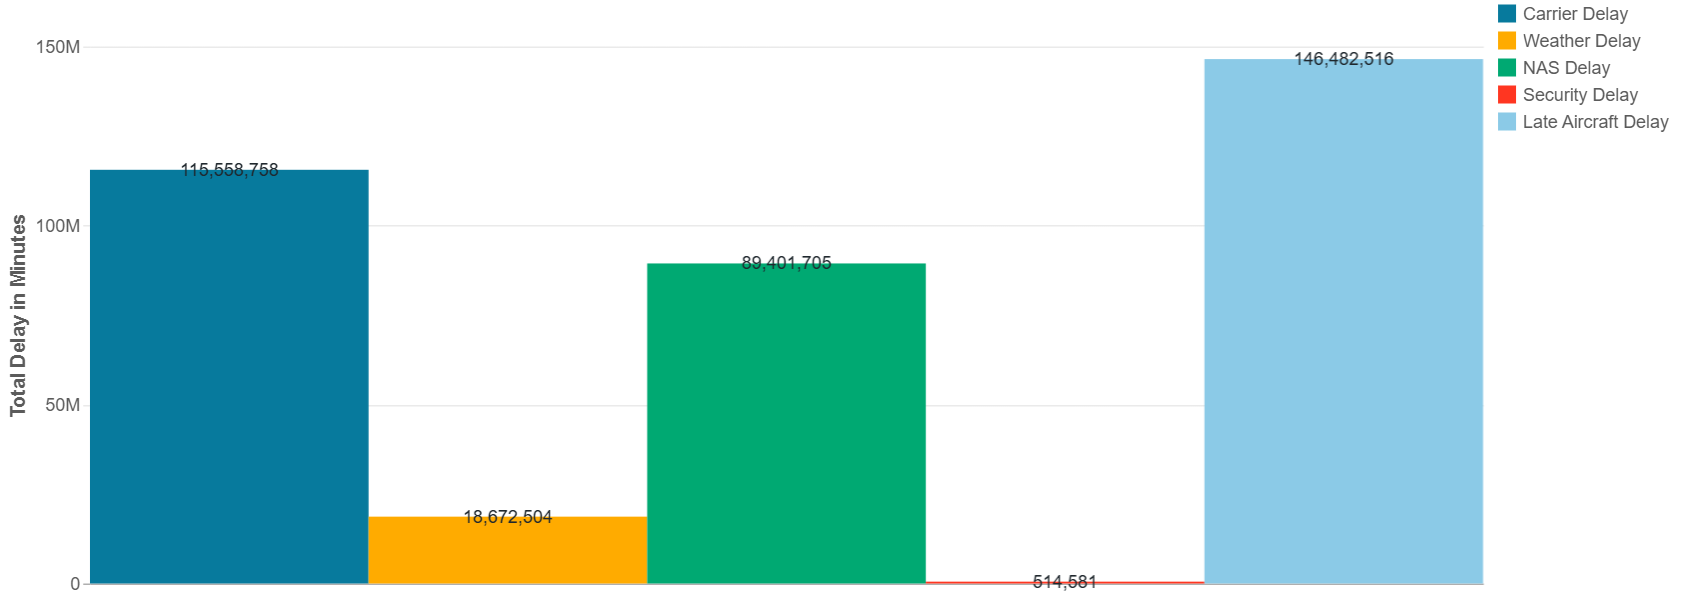 Carrier Delay
Weather Delay
NAS Delay
Security Delay
Late Aircraft Delay
150M
100M
50M
0
Total Delay in Minutes
115,558,758
18,672,504
89,401,705
514,581
146,482,516